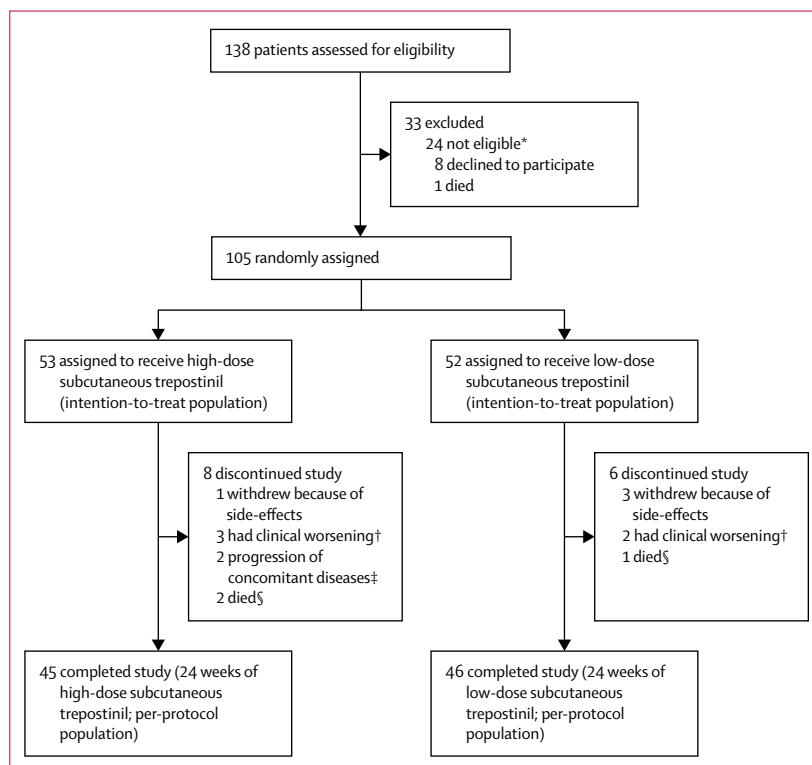 138 patients assessed for eligibility
33 excluded
24 not eligible*
8 declined to participate
1 died
105 randomly assigned
53 assigned to receive high-dose
subcutaneous trepostinil
(intention-to-treat population)
52 assigned to receive low-dose
subcutaneous trepostinil
(intention-to-treat population)
8 discontinued study
1 withdrew because of
side-effects
3 had clinical worsening†
2 progression of
concomitant diseases‡
2 died§
6 discontinued study
3 withdrew because of
side-effects
2 had clinical worsening†
1 died§
45 completed study (24 weeks of
high-dose subcutaneous
trepostinil; per-protocol
population)
46 completed study (24 weeks of
low-dose subcutaneous
trepostinil; per-protocol
population)